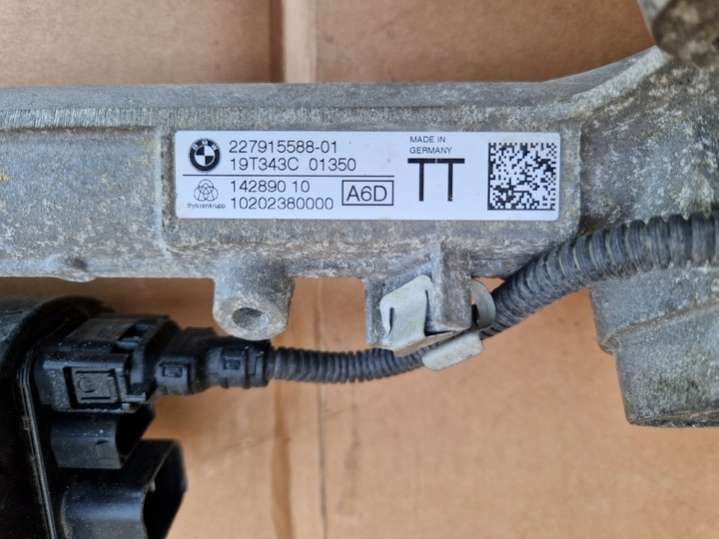 227915588-01
19T343C 01350
MADE IN
GERMANY
TT
thyssenkrupp
142890 10
A6D
10202380000